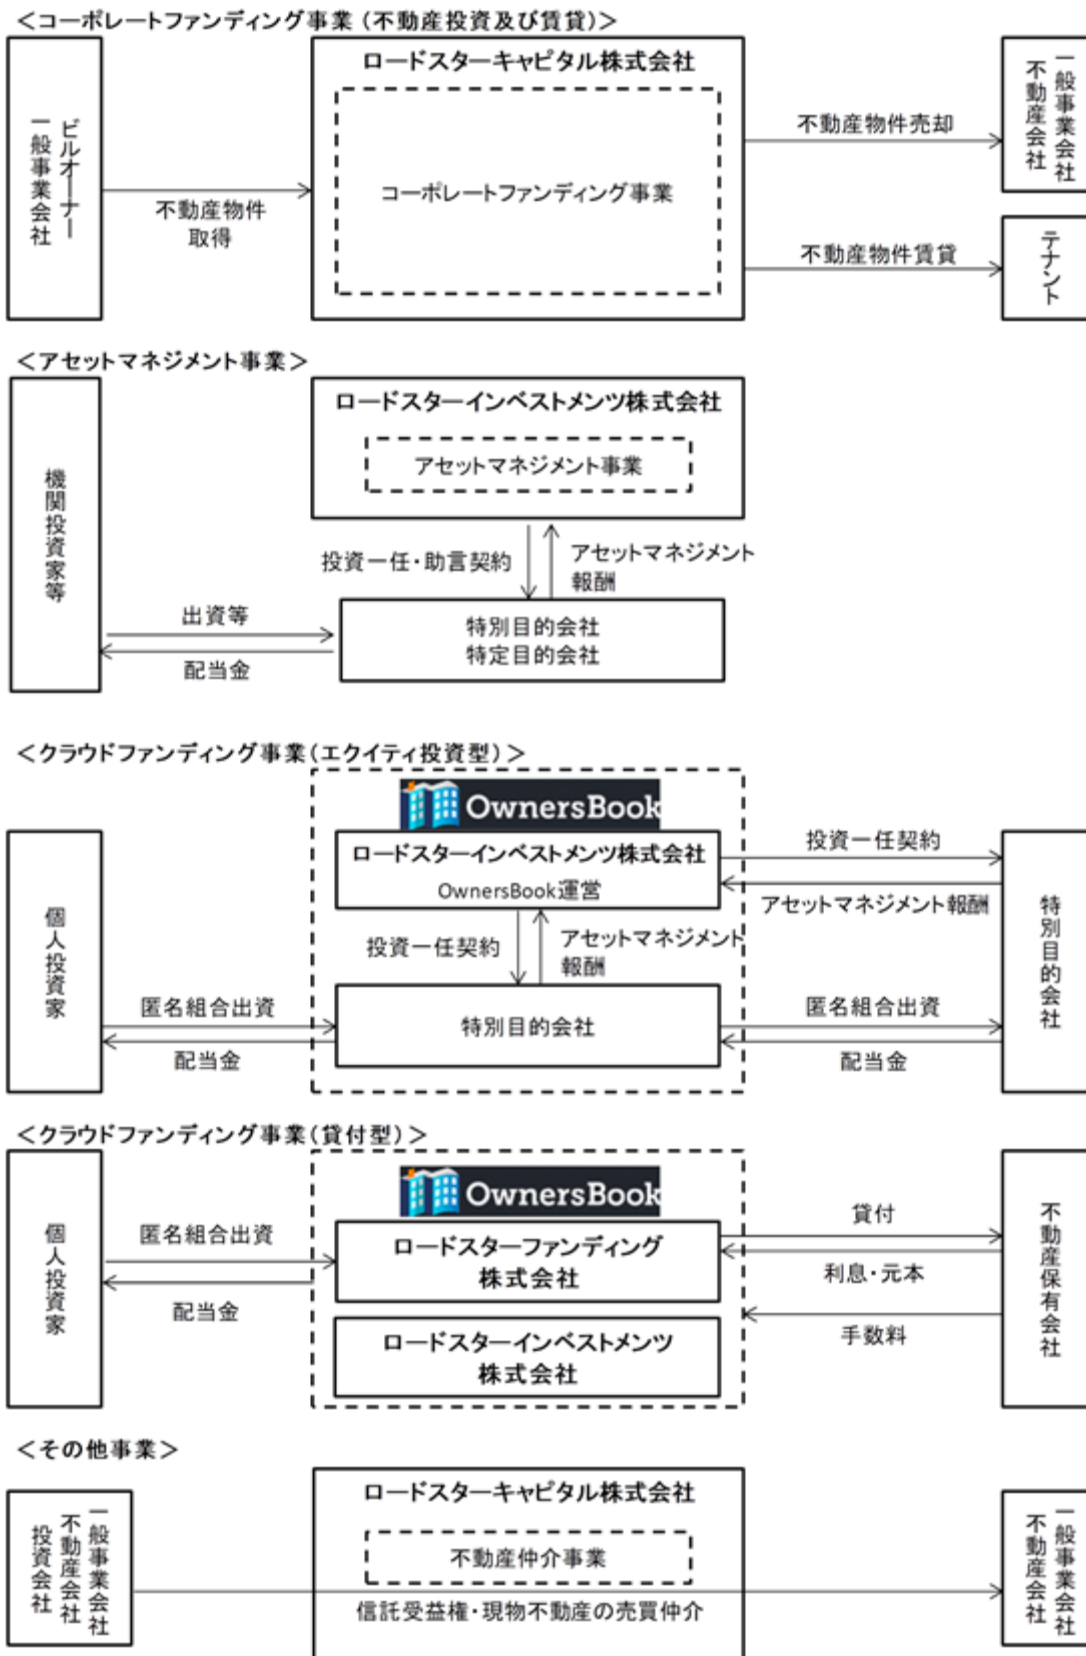 ＜コーポレートファンディング事業（不動産投資及び賃貸）＞
ビルオーナー
一般事業会社
不動産物件
取得
ロードスターキャピタル株式会社
コーポレートファンディング事業
不動産物件売却
一般事業会社
不動産会社
不動産物件賃貸
テナント
＜アセットマネジメント事業＞
機関投資家等
ロードスターインベストメンツ株式会社
アセットマネジメント事業
投資一任・助言契約
アセットマネジメント
報酬
出資等
配当金
特別目的会社
特定目的会社
＜クラウドファンディング事業（エクイティ投資型）＞
個人投資家
OwnersBook
ロードスターインベストメンツ株式会社
OwnersBook運営
投資一任契約
アセットマネジメント
報酬
匿名組合出資
配当金
特別目的会社
投資一任契約
アセットマネジメント報酬
匿名組合出資
配当金
特別目的会社
＜クラウドファンディング事業（貸付型）＞
個人投資家
匿名組合出資
配当金
OwnersBook
ロードスターファンディング
株式会社
ロードスターインベストメンツ
株式会社
貸付
利息・元本
手数料
不動産保有会社
＜その他事業＞
一般事業会社
不動産会社
投資会社
ロードスターキャピタル株式会社
不動産仲介事業
信託受益権・現物不動産の売買仲介
一般事業会社
不動産会社